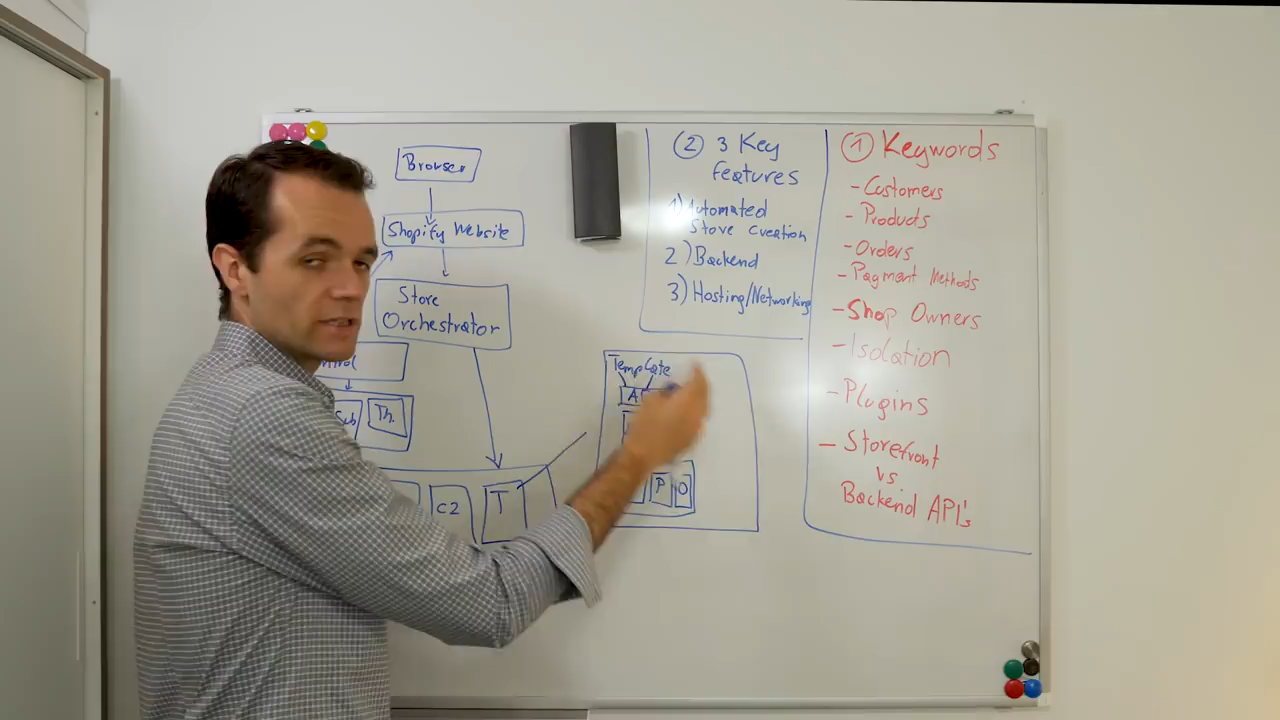 Browser
Shopify Website
Store
Orchestrator
Th.
C2
T
② 3 Key
Features
1) Automated
Store Creation
2) Backend
3) Hosting/Networking
Template
A
P
O
① Keywords
- Customers
- Products
- Orders
- Payment Methods
- Shop Owners
- Isolation
- Plugins
- Storefront
vs.
Backend API's